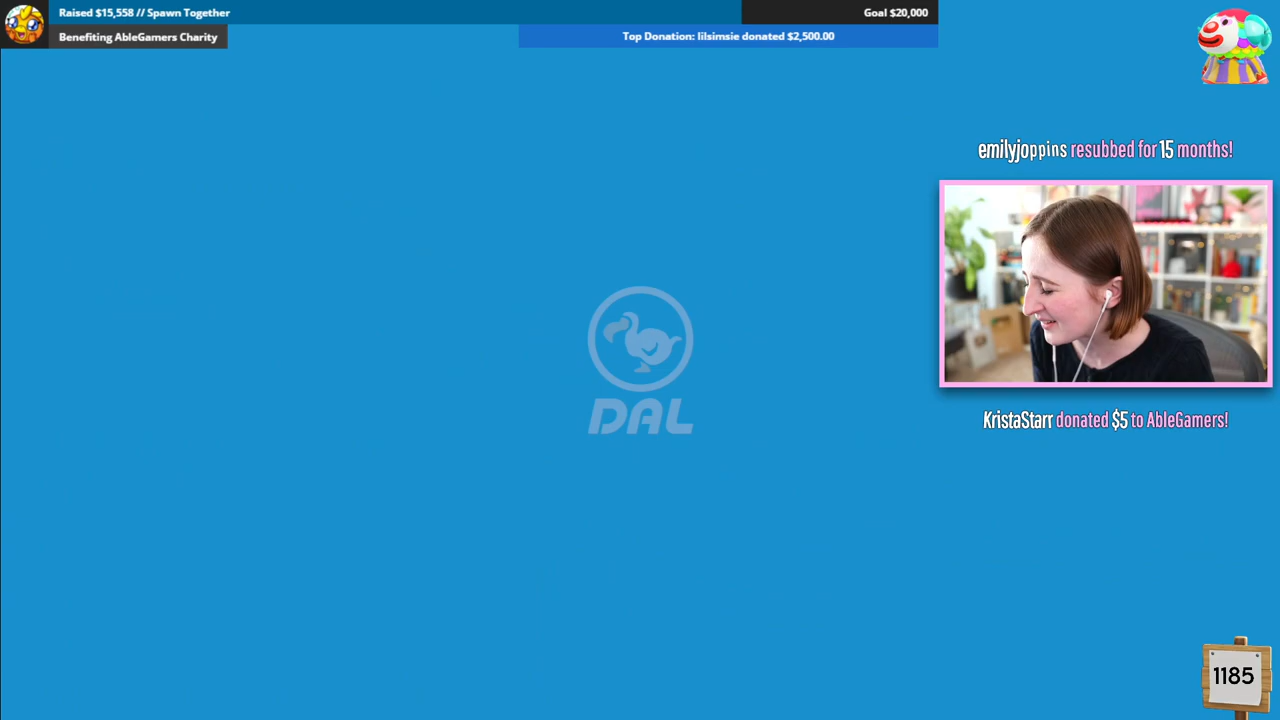 Raised $15,558 // Spawn Together
Goal $20,000
Benefiting AbleGamers Charity
Top Donation: lilsimsie donated $2,500.00
emilyjoppins resubbed for 15 months!
KristaStarr donated $5 to AbleGamers!
DAL
1185